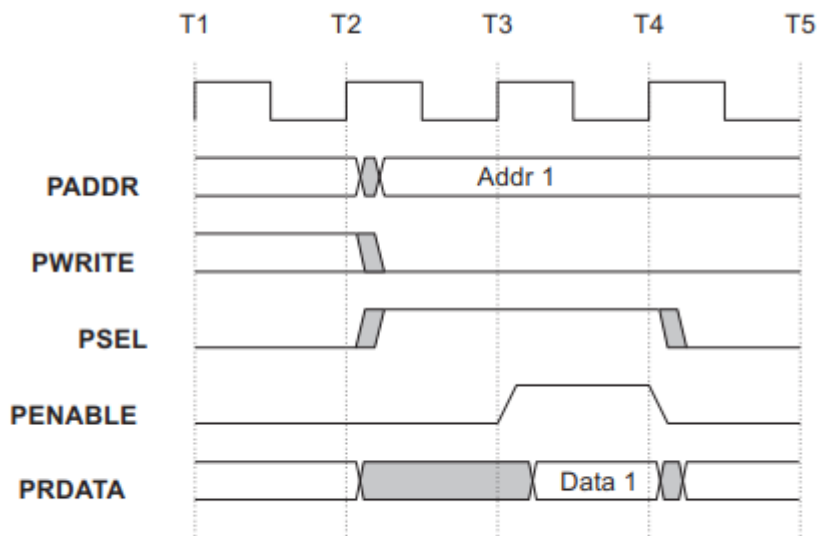 T1 T2 T3 T4 T5
PADDR Addr 1
PWRITE
PSEL
PENABLE
PRDATA Data 1